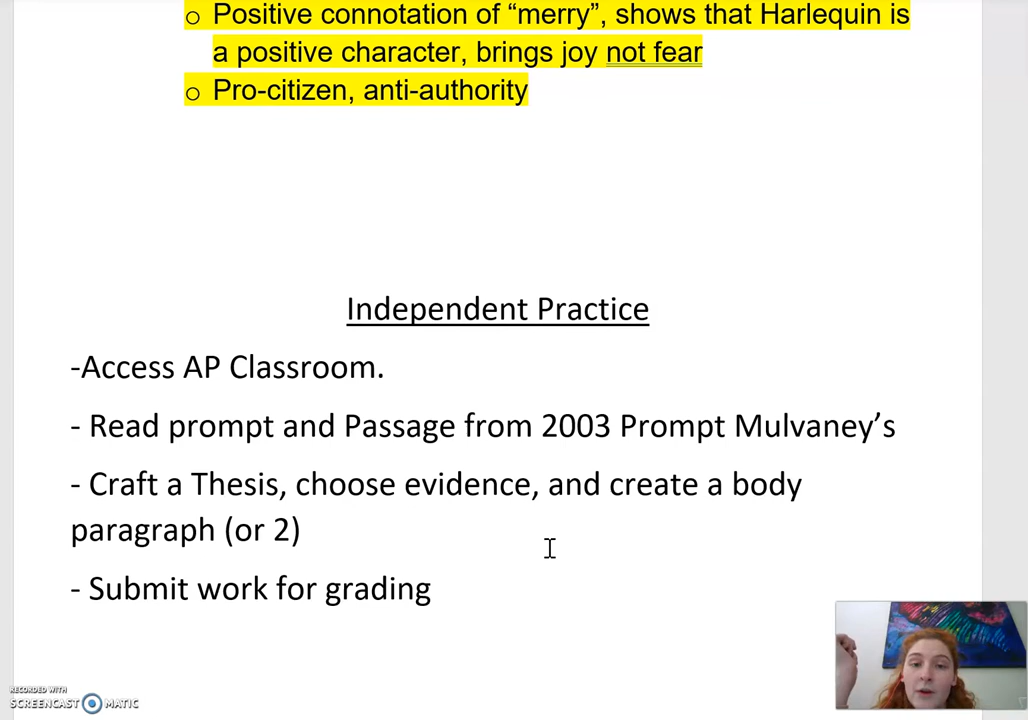 o Positive connotation of “merry”, shows that Harlequin is
a positive character, brings joy not fear
o Pro-citizen, anti-authority
Independent Practice
-Access AP Classroom.
- Read prompt and Passage from 2003 Prompt Mulvaney’s
- Craft a Thesis, choose evidence, and create a body
paragraph (or 2)
- Submit work for grading
RECORDED WITH
SCREENCAST MATIC